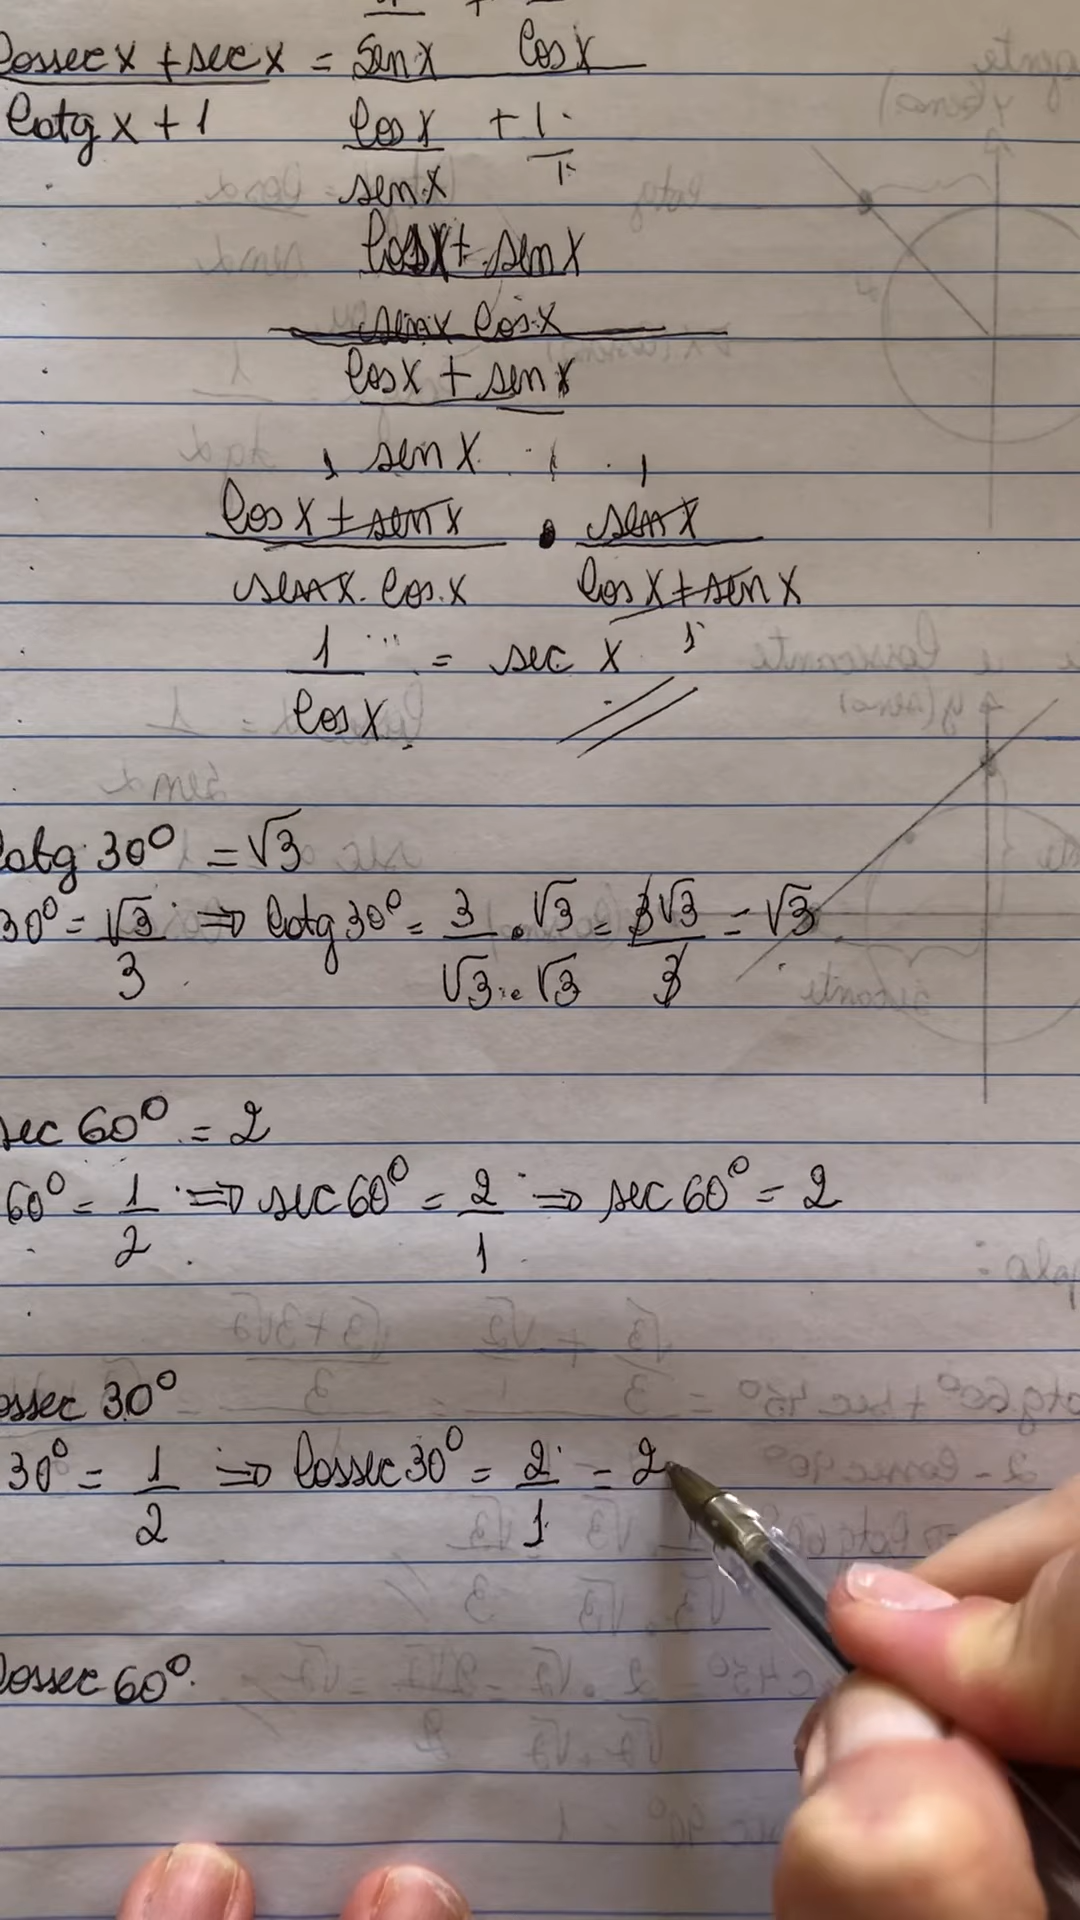 +
cossec x + sec x = sen x cos x
cotg x + 1 cos x + 1
sen x 1
cos x + sen x
sen x cos x
cos x + sen x
sen x
1 1
cos x + sen x • sen x
sen x . cos x cos x + sen x
1 = sec x 1
cos x
cotg 30° = √3
30° = √3 ⇒ cotg 30° = 3 . √3 = 3√3 = √3
3 √3 . √3 3
sec 60° = 2
60° = 1 ⇒ sec 60° = 2 ⇒ sec 60° = 2
2 1
ossec 30°
30° = 1 ⇒ cossec 30° = 2 = 2
2 1
cossec 60°.